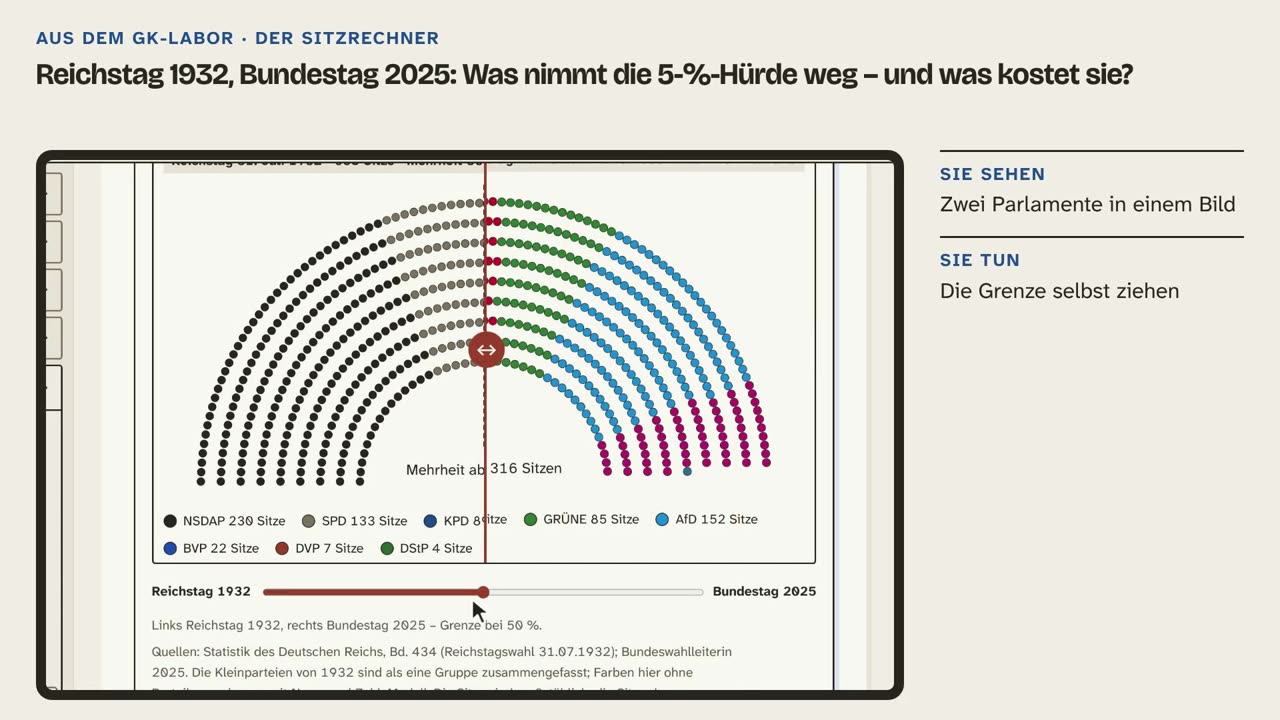 AUS DEM GK-LABOR · DER SITZRECHNER
Reichstag 1932, Bundestag 2025: Was nimmt die 5-%-Hürde weg – und was kostet sie?
SIE SEHEN
Zwei Parlamente in einem Bild
SIE TUN
Die Grenze selbst ziehen
Mehrheit ab 316 Sitzen
NSDAP 230 Sitze SPD 133 Sitze KPD 8 itze GRÜNE 85 Sitze AfD 152 Sitze
BVP 22 Sitze DVP 7 Sitze DStP 4 Sitze
Reichstag 1932 Bundestag 2025
Links Reichstag 1932, rechts Bundestag 2025 – Grenze bei 50 %.
Quellen: Statistik des Deutschen Reichs, Bd. 434 (Reichstagswahl 31.07.1932); Bundeswahlleiterin
2025. Die Kleinparteien von 1932 sind als eine Gruppe zusammengefasst; Farben hier ohne